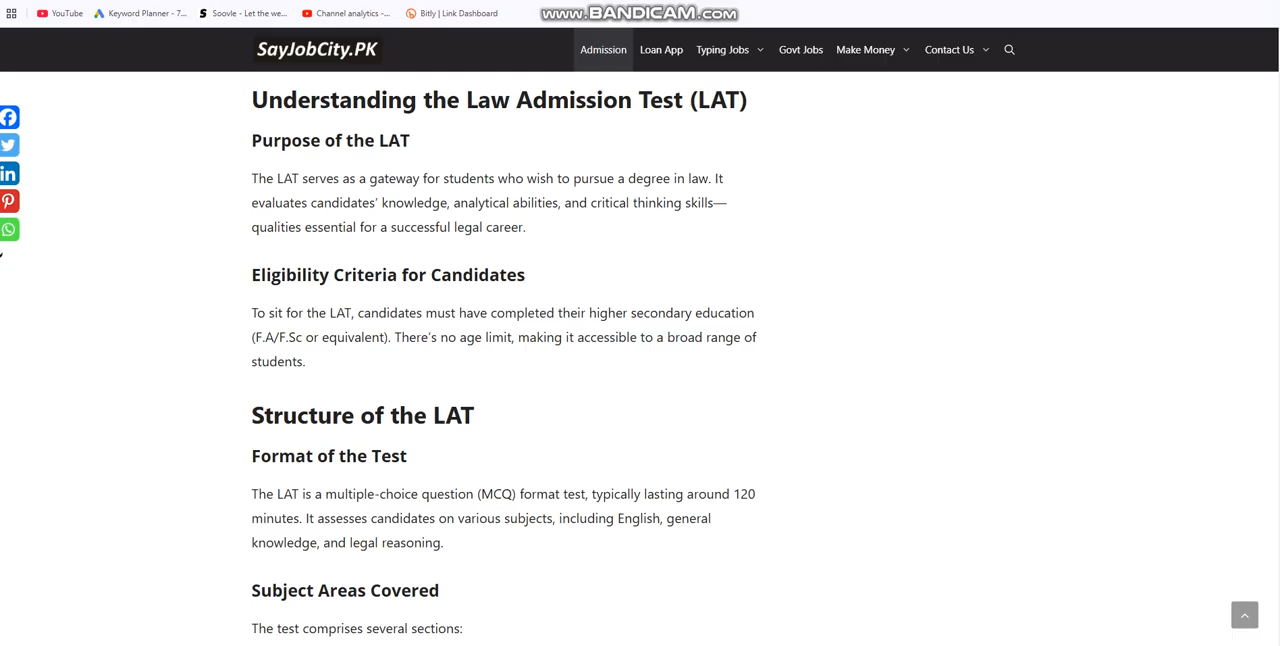 YouTube
Keyword Planner - 7...
Soovle - Let the we...
Channel analytics -...
Bitly | Link Dashboard
www.BANDICAM.com
SayJobCity.PK
Admission
Loan App
Typing Jobs
Govt Jobs
Make Money
Contact Us
Understanding the Law Admission Test (LAT)
Purpose of the LAT
The LAT serves as a gateway for students who wish to pursue a degree in law. It
evaluates candidates’ knowledge, analytical abilities, and critical thinking skills—
qualities essential for a successful legal career.
Eligibility Criteria for Candidates
To sit for the LAT, candidates must have completed their higher secondary education
(F.A/F.Sc or equivalent). There’s no age limit, making it accessible to a broad range of
students.
Structure of the LAT
Format of the Test
The LAT is a multiple-choice question (MCQ) format test, typically lasting around 120
minutes. It assesses candidates on various subjects, including English, general
knowledge, and legal reasoning.
Subject Areas Covered
The test comprises several sections: